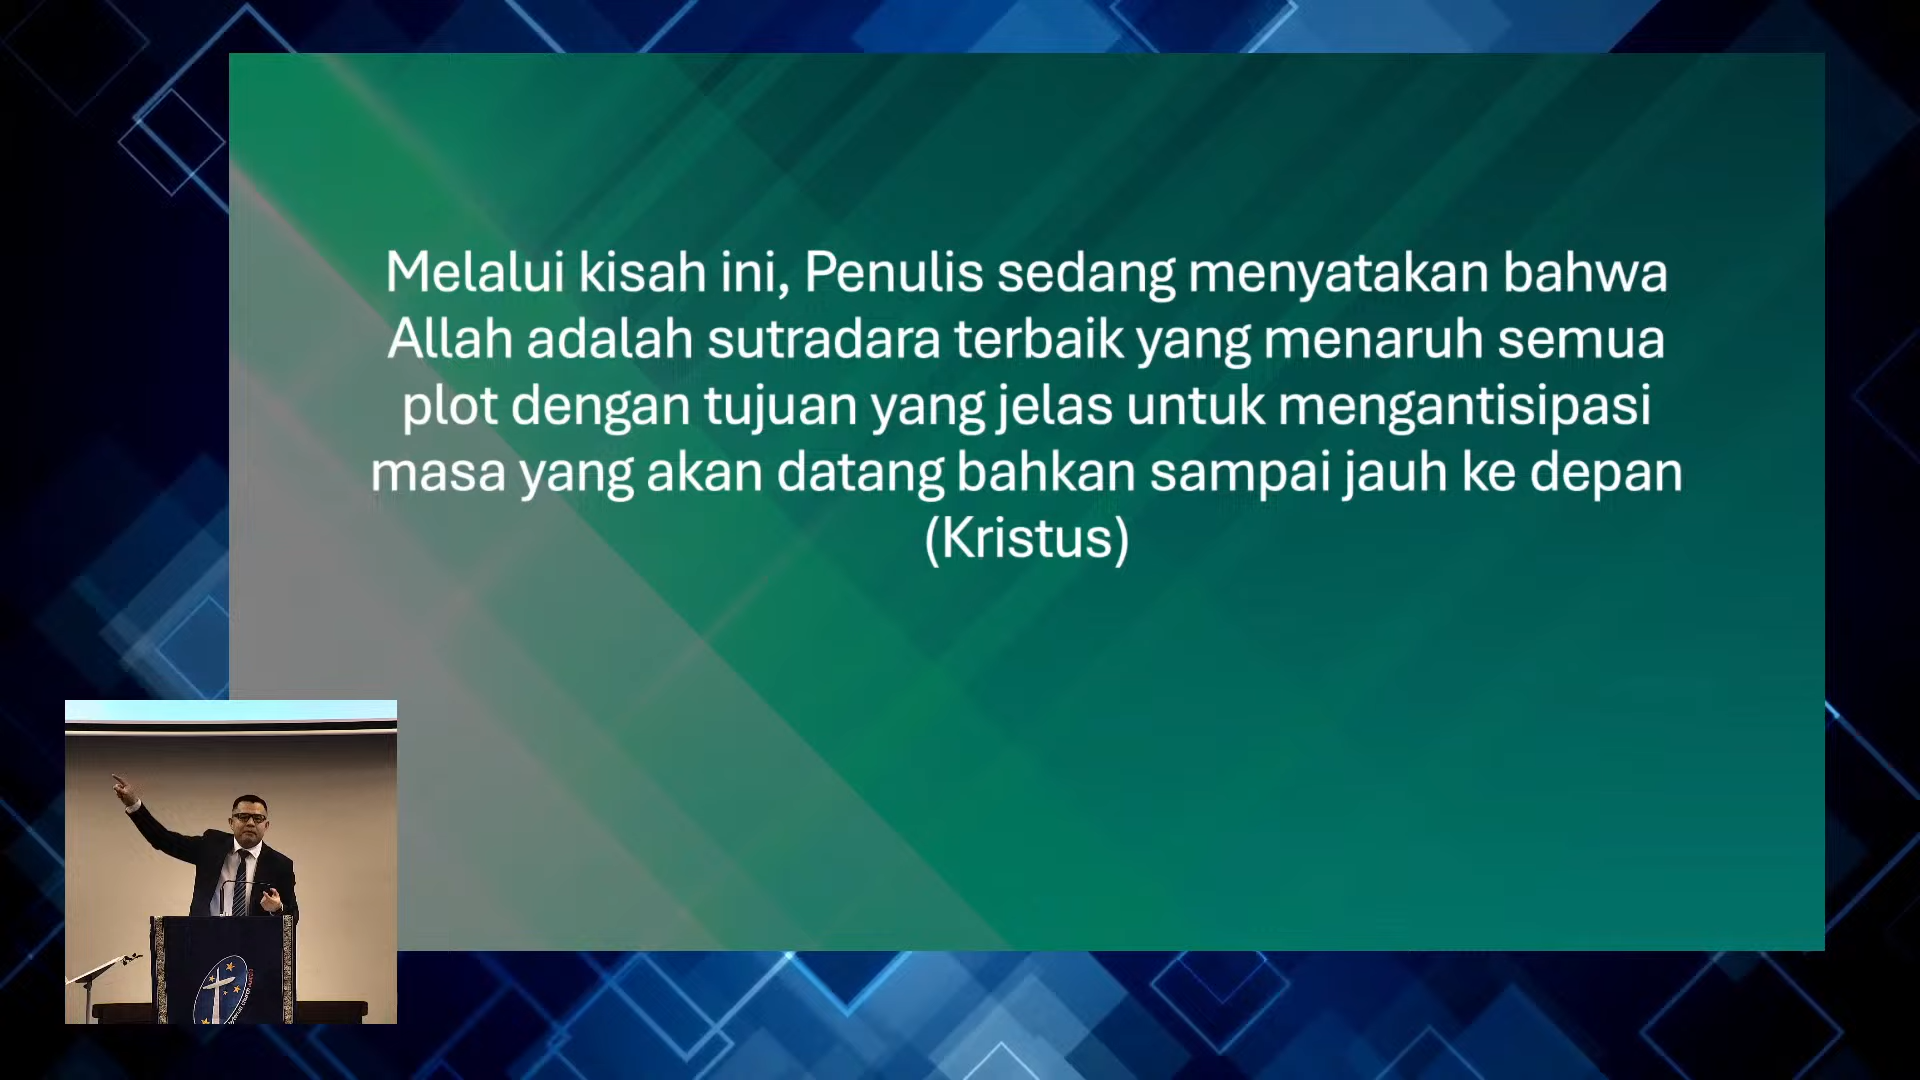 Melalui kisah ini, Penulis sedang menyatakan bahwa
Allah adalah sutradara terbaik yang menaruh semua
plot dengan tujuan yang jelas untuk mengantisipasi
masa yang akan datang bahkan sampai jauh ke depan
(Kristus)